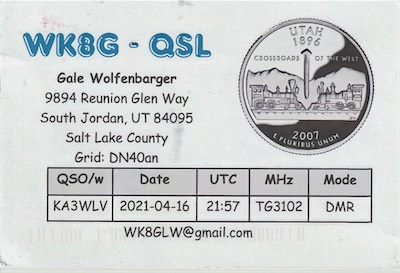 WK8G - QSL
Gale Wolfenbarger
9894 Reunion Glen Way
South Jordan, UT 84095
Salt Lake County
Grid: DN40an
UTAH
1896
CROSSROADS OF THE WEST
2007
E PLURIBUS UNUM
QSO/w Date UTC MHz Mode
KA3WLV 2021-04-16 21:57 TG3102 DMR
WK8GLW@gmail.com